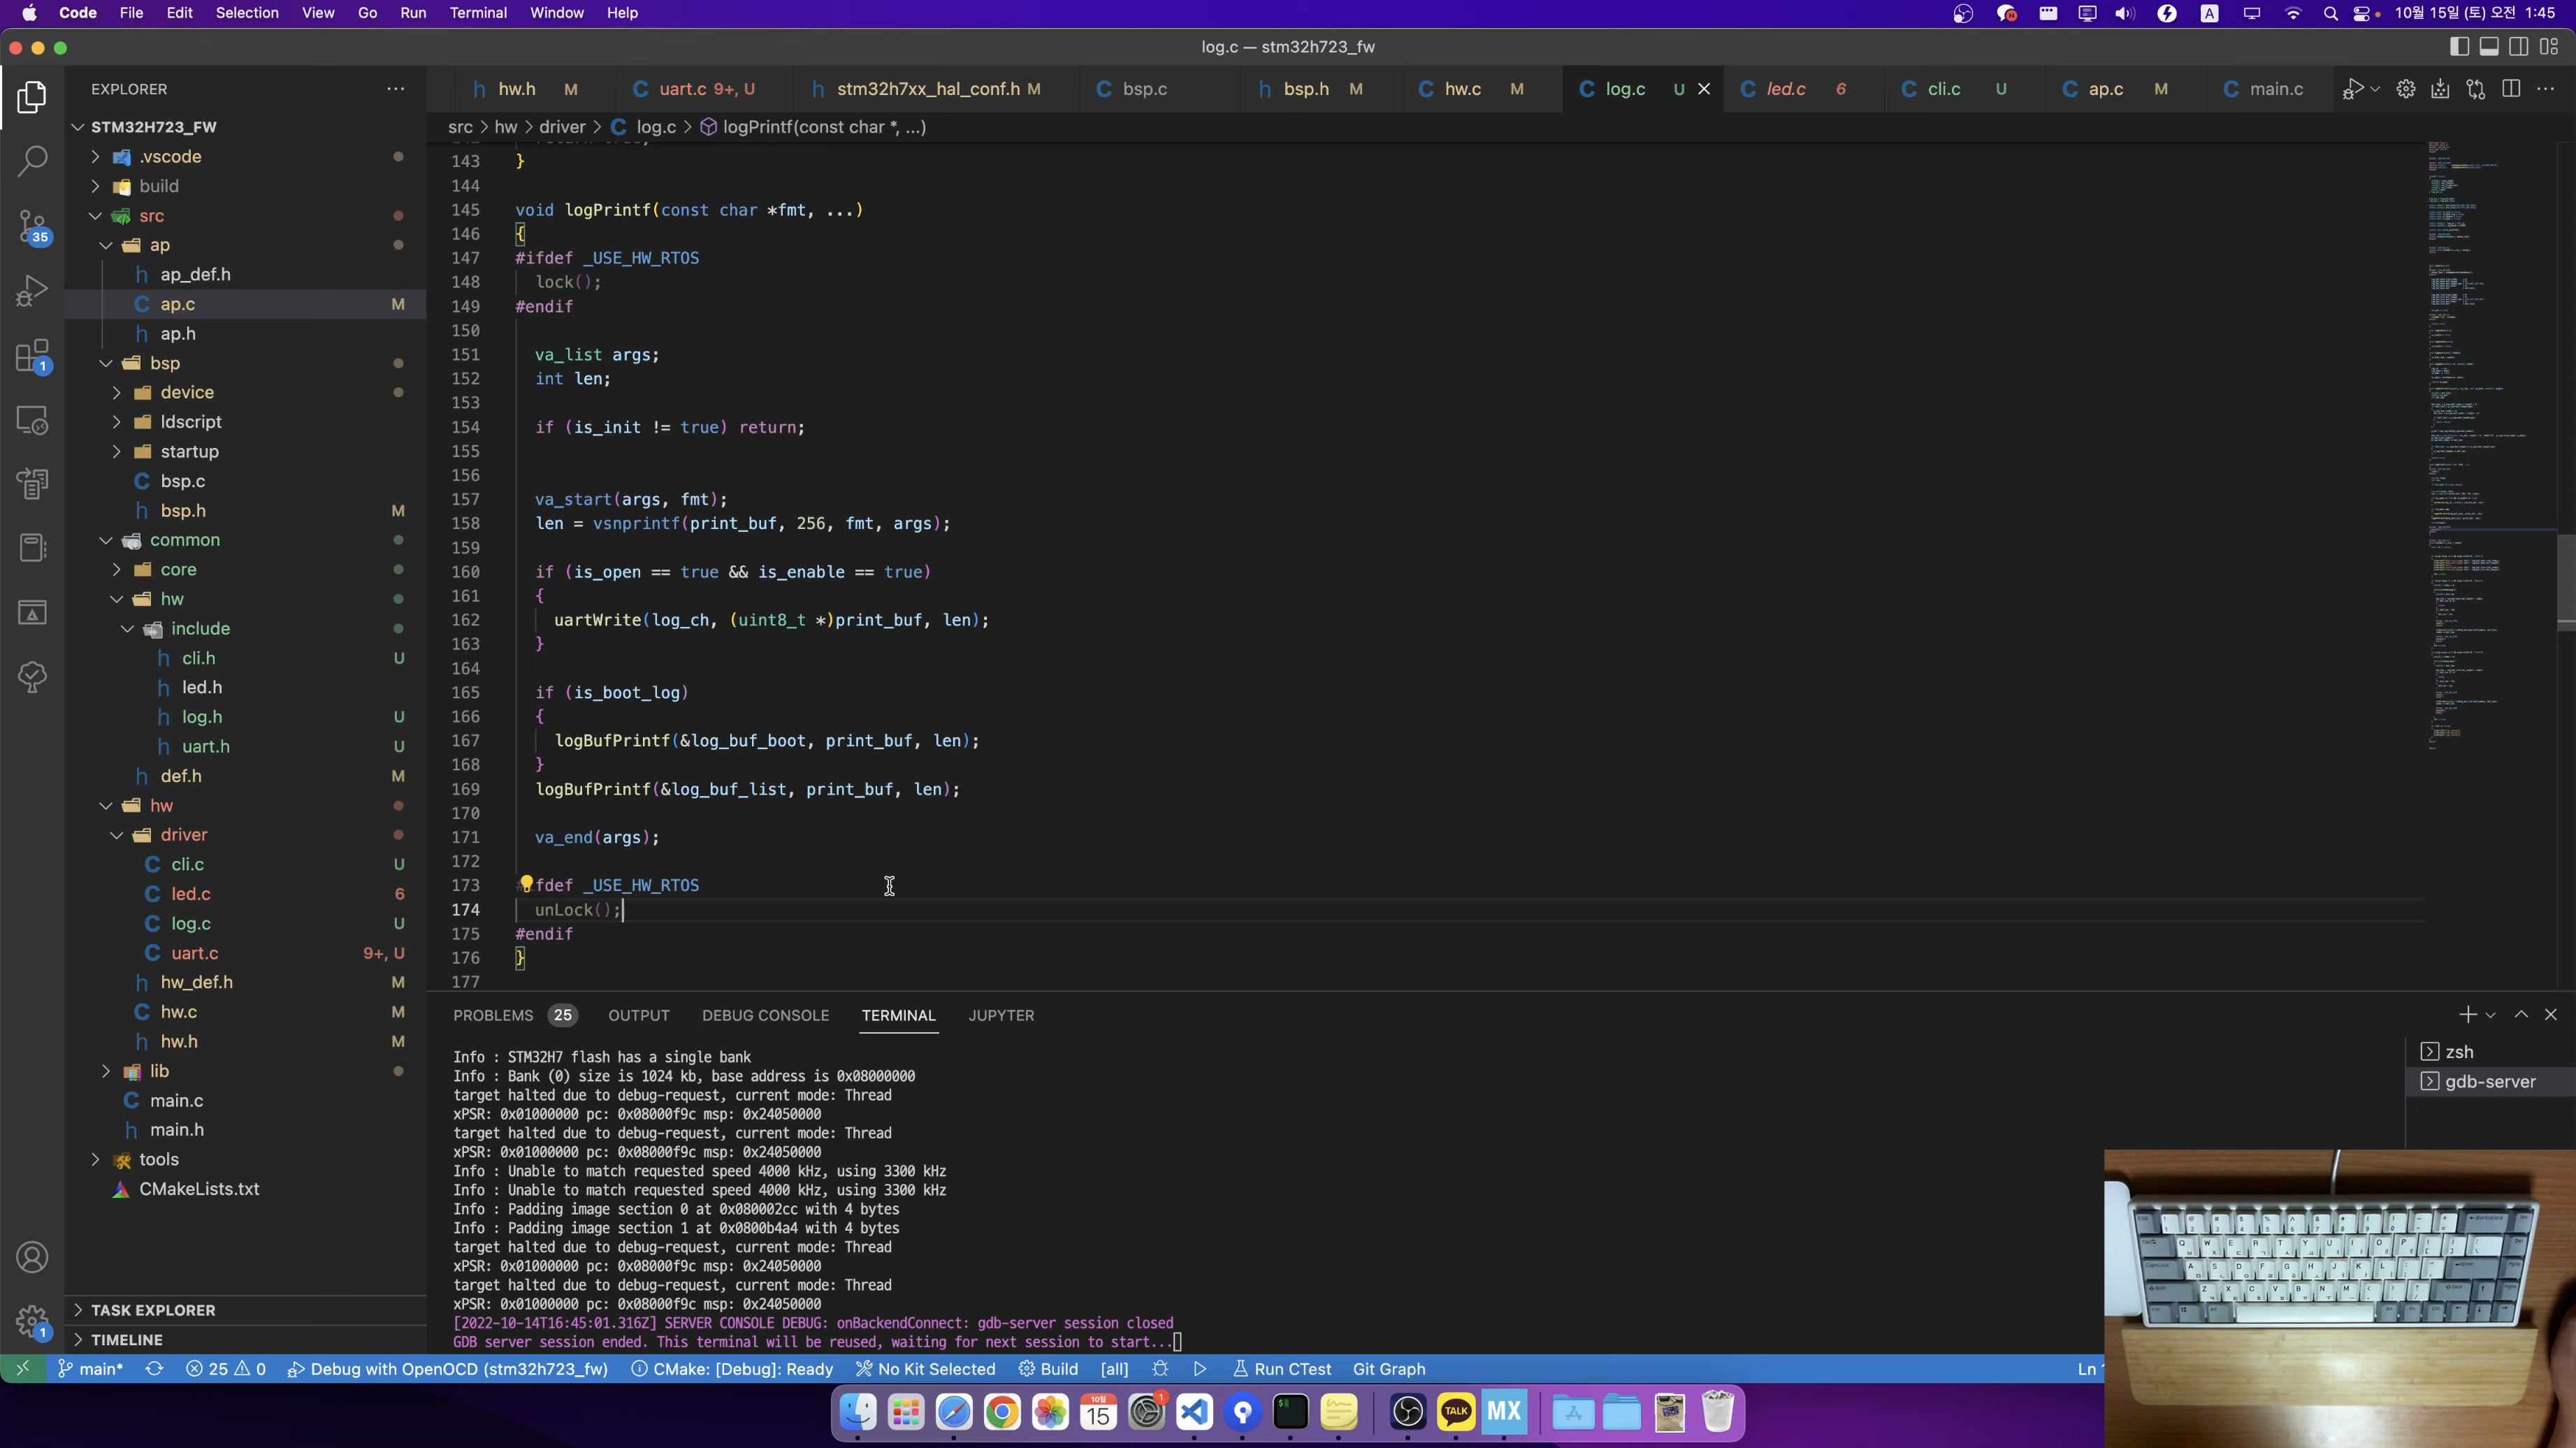 Code File Edit Selection View Go Run Terminal Window Help
A 10월 15일 (토) 오전 1:45
log.c — stm32h723_fw
EXPLORER
hw.h M
uart.c 9+, U
stm32h7xx_hal_conf.h M
bsp.c
bsp.h M
hw.c M
log.c U
led.c 6
cli.c U
ap.c M
main.c
src > hw > driver > C log.c > logPrintf(const char *, ...)
STM32H723_FW
.vscode
build
src
ap
ap_def.h
ap.c M
ap.h
bsp
device
ldscript
startup
bsp.c
bsp.h M
common
core
hw
include
cli.h U
led.h
log.h U
uart.h U
def.h M
hw
driver
cli.c U
led.c 6
log.c U
uart.c 9+, U
hw_def.h M
hw.c M
hw.h M
lib
main.c
main.h
tools
CMakeLists.txt
TASK EXPLORER
TIMELINE
35
1
1
143 }
144
145 void logPrintf(const char *fmt, ...)
146 {
147 #ifdef _USE_HW_RTOS
148 lock();
149 #endif
150
151 va_list args;
152 int len;
153
154 if (is_init != true) return;
155
156
157 va_start(args, fmt);
158 len = vsnprintf(print_buf, 256, fmt, args);
159
160 if (is_open == true && is_enable == true)
161 {
162 uartWrite(log_ch, (uint8_t *)print_buf, len);
163 }
164
165 if (is_boot_log)
166 {
167 logBufPrintf(&log_buf_boot, print_buf, len);
168 }
169 logBufPrintf(&log_buf_list, print_buf, len);
170
171 va_end(args);
172
173 #ifdef _USE_HW_RTOS
174 unLock();
175 #endif
176 }
177
PROBLEMS 25 OUTPUT DEBUG CONSOLE TERMINAL JUPYTER
Info : STM32H7 flash has a single bank
Info : Bank (0) size is 1024 kb, base address is 0x08000000
target halted due to debug-request, current mode: Thread
xPSR: 0x01000000 pc: 0x08000f9c msp: 0x24050000
target halted due to debug-request, current mode: Thread
xPSR: 0x01000000 pc: 0x08000f9c msp: 0x24050000
Info : Unable to match requested speed 4000 kHz, using 3300 kHz
Info : Unable to match requested speed 4000 kHz, using 3300 kHz
Info : Padding image section 0 at 0x080002cc with 4 bytes
Info : Padding image section 1 at 0x0800b4a4 with 4 bytes
target halted due to debug-request, current mode: Thread
xPSR: 0x01000000 pc: 0x08000f9c msp: 0x24050000
target halted due to debug-request, current mode: Thread
xPSR: 0x01000000 pc: 0x08000f9c msp: 0x24050000
[2022-10-14T16:45:01.316Z] SERVER CONSOLE DEBUG: onBackendConnect: gdb-server session closed
GDB server session ended. This terminal will be reused, waiting for next session to start...
zsh
gdb-server
main* 25 0 Debug with OpenOCD (stm32h723_fw) CMake: [Debug]: Ready No Kit Selected Build [all] Run CTest Git Graph Ln
10월
15
1
TALK
MX